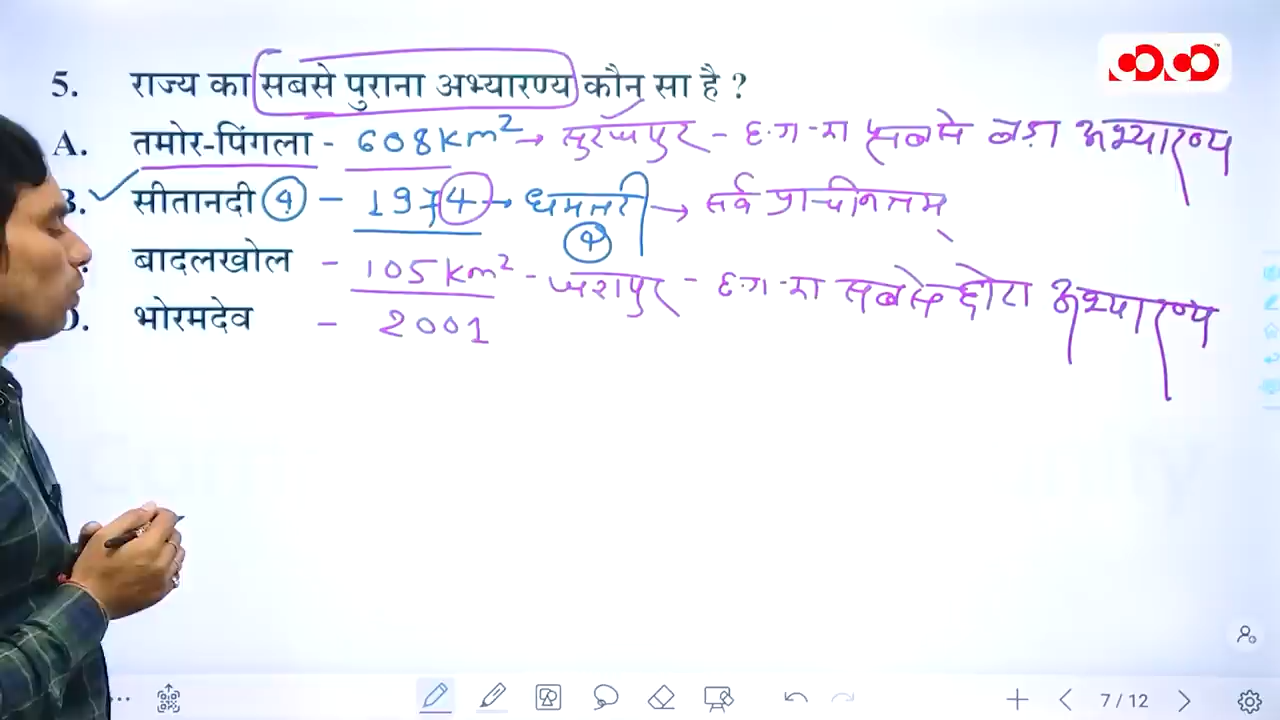 5. राज्य का सबसे पुराना अभ्यारण्य कौन सा है ?
A. तमोर-पिंगला - 608 km² → सुरजपुर - छ.ग - का सबसे बड़ा अभ्यारण्य
B. सीतानदी ④ - 1974 → धमतरी → सर्व प्राचीनतम्
बादलखोल - 105 km² - जशपुर - छ.ग - का सबसे छोटा अभ्यारण्य
D. भोरमदेव - 2001
7 / 12